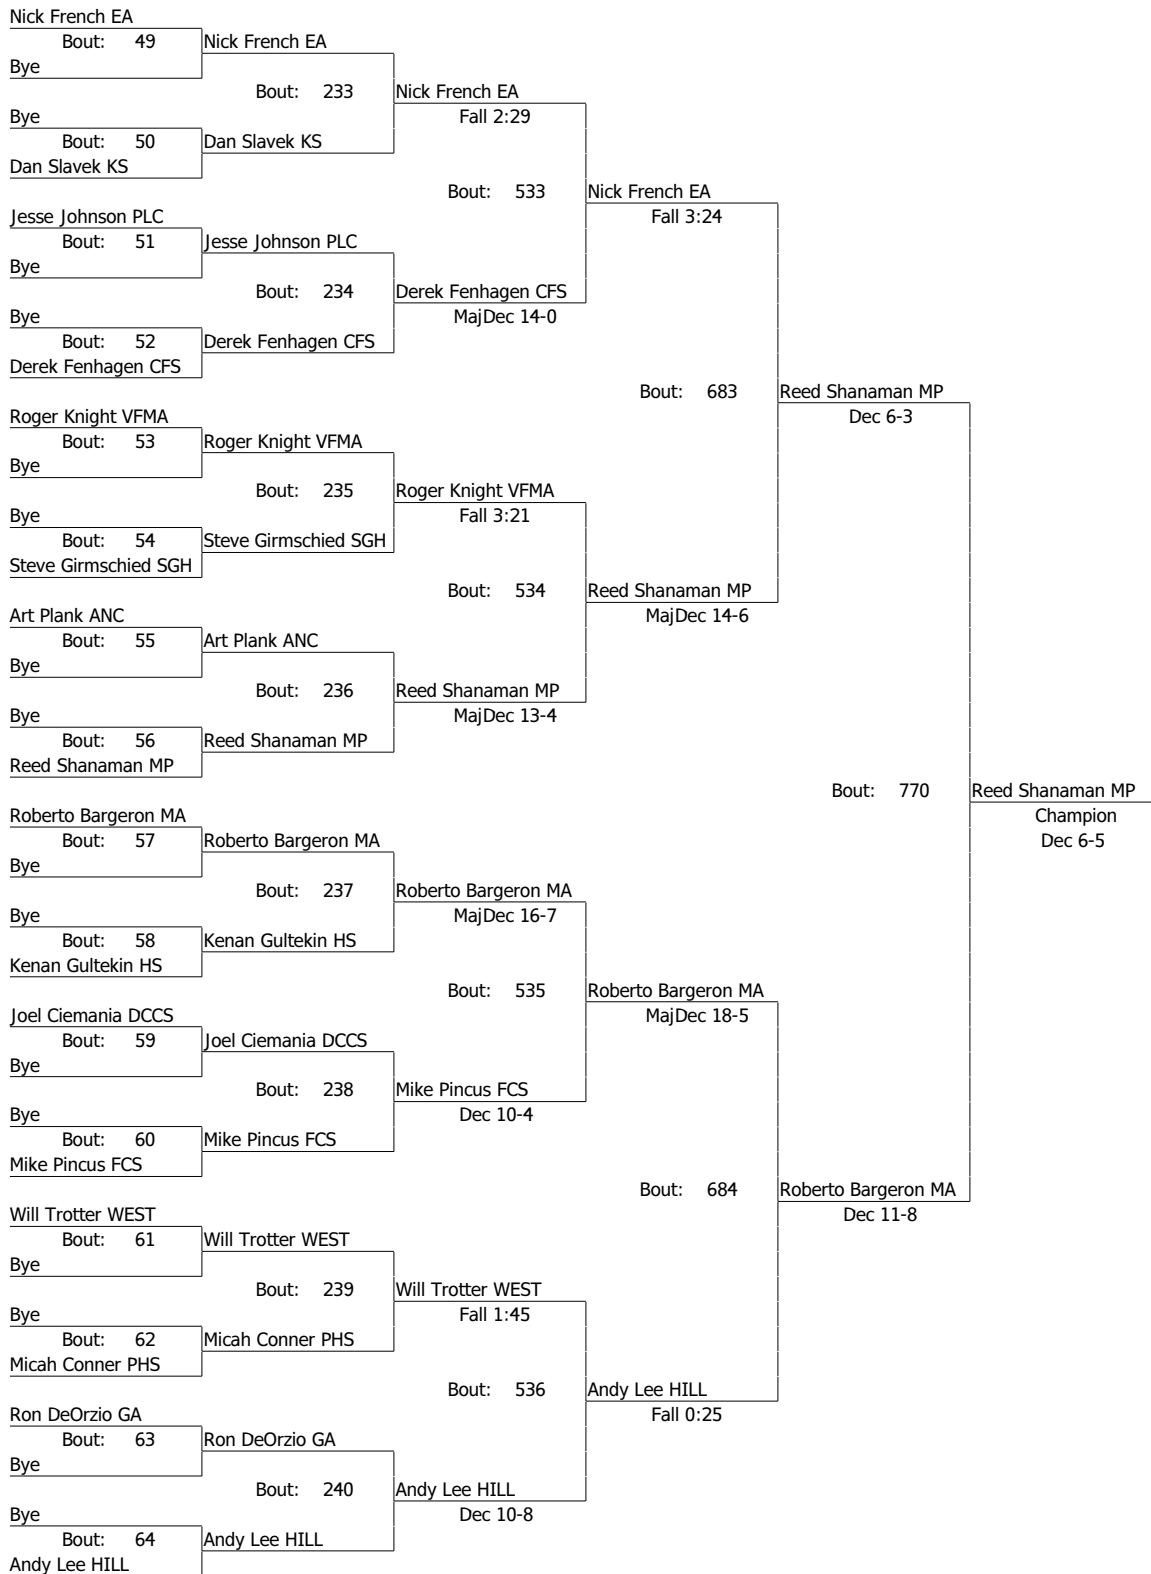 Nick French EA
Bout: 49 Nick French EA
Bye
Bout: 233 Nick French EA
Bye Fall 2:29
Bout: 50 Dan Slavek KS
Dan Slavek KS
Bout: 533 Nick French EA
Jesse Johnson PLC Fall 3:24
Bout: 51 Jesse Johnson PLC
Bye
Bout: 234 Derek Fenhagen CFS
Bye MajDec 14-0
Bout: 52 Derek Fenhagen CFS
Derek Fenhagen CFS
Bout: 683 Reed Shanaman MP
Roger Knight VFMA Dec 6-3
Bout: 53 Roger Knight VFMA
Bye
Bout: 235 Roger Knight VFMA
Bye Fall 3:21
Bout: 54 Steve Girmschied SGH
Steve Girmschied SGH
Bout: 534 Reed Shanaman MP
Art Plank ANC MajDec 14-6
Bout: 55 Art Plank ANC
Bye
Bout: 236 Reed Shanaman MP
Bye MajDec 13-4
Bout: 56 Reed Shanaman MP
Reed Shanaman MP
Bout: 770 Reed Shanaman MP
Roberto Bargeron MA Champion
Bout: 57 Roberto Bargeron MA Dec 6-5
Bye
Bout: 237 Roberto Bargeron MA
Bye MajDec 16-7
Bout: 58 Kenan Gultekin HS
Kenan Gultekin HS
Bout: 535 Roberto Bargeron MA
Joel Ciemania DCCS MajDec 18-5
Bout: 59 Joel Ciemania DCCS
Bye
Bout: 238 Mike Pincus FCS
Bye Dec 10-4
Bout: 60 Mike Pincus FCS
Mike Pincus FCS
Bout: 684 Roberto Bargeron MA
Will Trotter WEST Dec 11-8
Bout: 61 Will Trotter WEST
Bye
Bout: 239 Will Trotter WEST
Bye Fall 1:45
Bout: 62 Micah Conner PHS
Micah Conner PHS
Bout: 536 Andy Lee HILL
Ron DeOrzio GA Fall 0:25
Bout: 63 Ron DeOrzio GA
Bye
Bout: 240 Andy Lee HILL
Bye Dec 10-8
Bout: 64 Andy Lee HILL
Andy Lee HILL